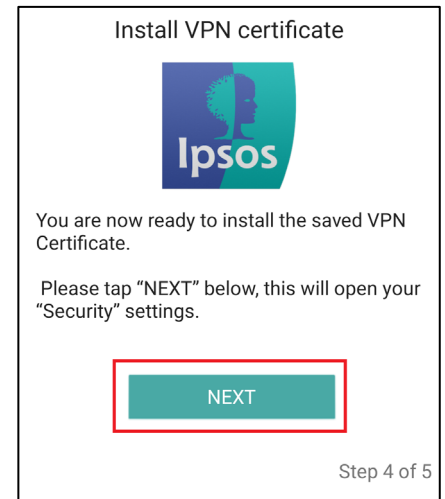 Install VPN certificate
Ipsos
You are now ready to install the saved VPN
Certificate.
Please tap “NEXT” below, this will open your
“Security” settings.
NEXT
Step 4 of 5